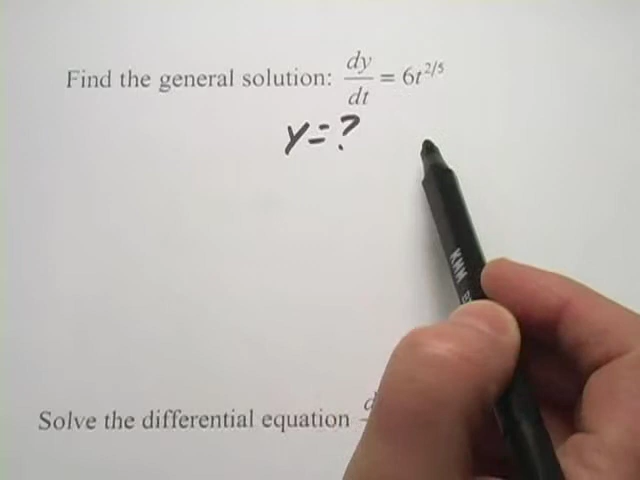 Find the general solution: dy/dt = 6t^{2/5}
y=?
Solve the differential equation